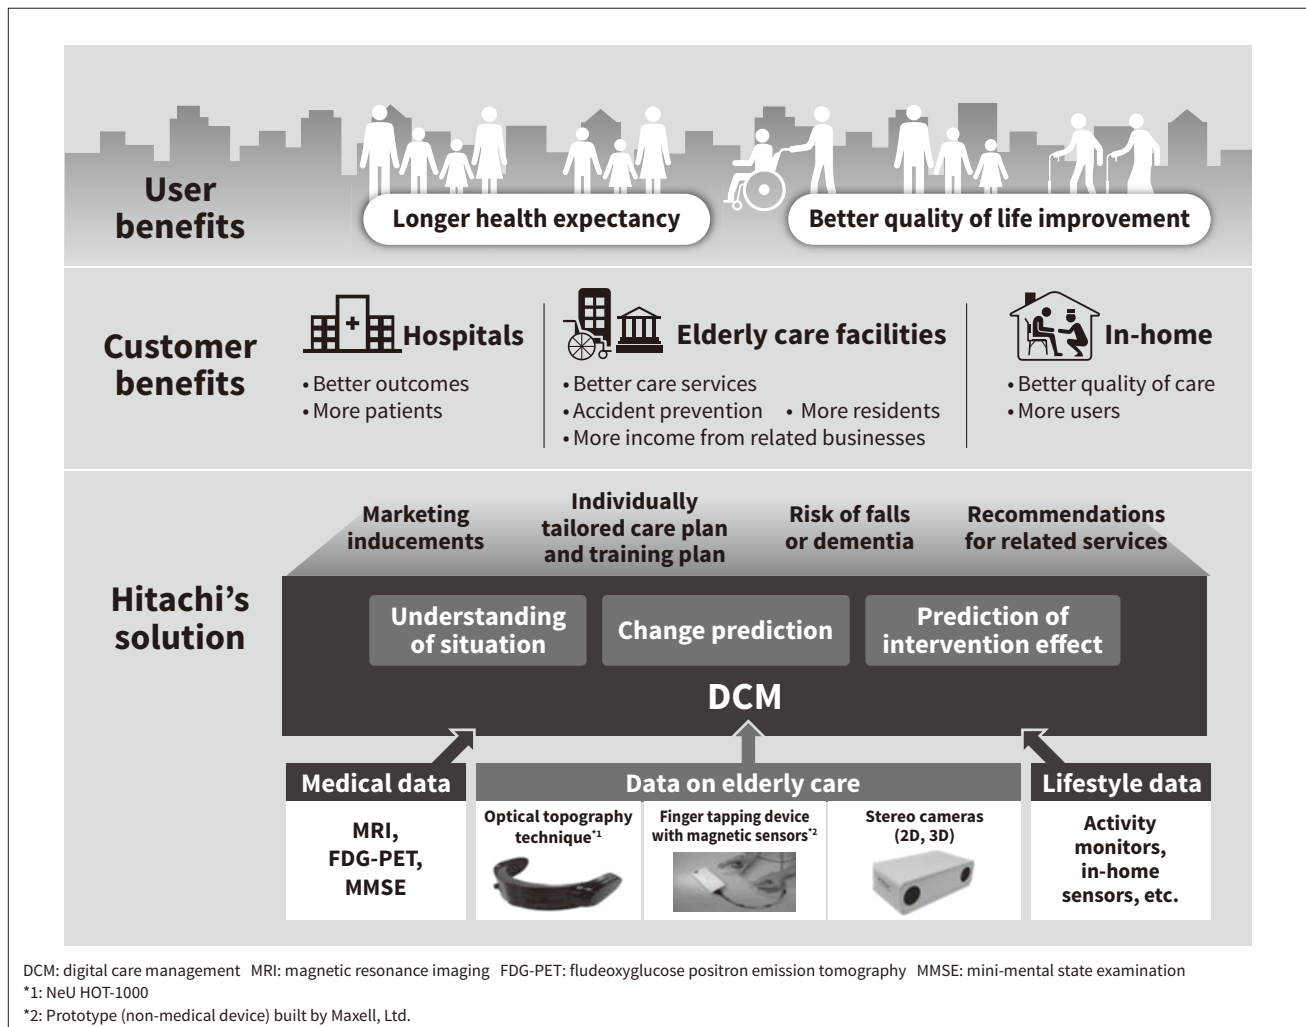 User
benefits
Longer health expectancy
Better quality of life improvement
Customer
benefits
Hospitals
• Better outcomes
• More patients
Elderly care facilities
• Better care services
• Accident prevention • More residents
• More income from related businesses
In-home
• Better quality of care
• More users
Hitachi’s
solution
Marketing
inducements
Individually
tailored care plan
and training plan
Risk of falls
or dementia
Recommendations
for related services
Understanding
of situation
Change prediction
Prediction of
intervention effect
DCM
Medical data
MRI,
FDG-PET,
MMSE
Data on elderly care
Optical topography
technique*1
Finger tapping device
with magnetic sensors*2
Stereo cameras
(2D, 3D)
Lifestyle data
Activity
monitors,
in-home
sensors, etc.
DCM: digital care management MRI: magnetic resonance imaging FDG-PET: fludeoxyglucose positron emission tomography MMSE: mini-mental state examination
*1: NeU HOT-1000
*2: Prototype (non-medical device) built by Maxell, Ltd.